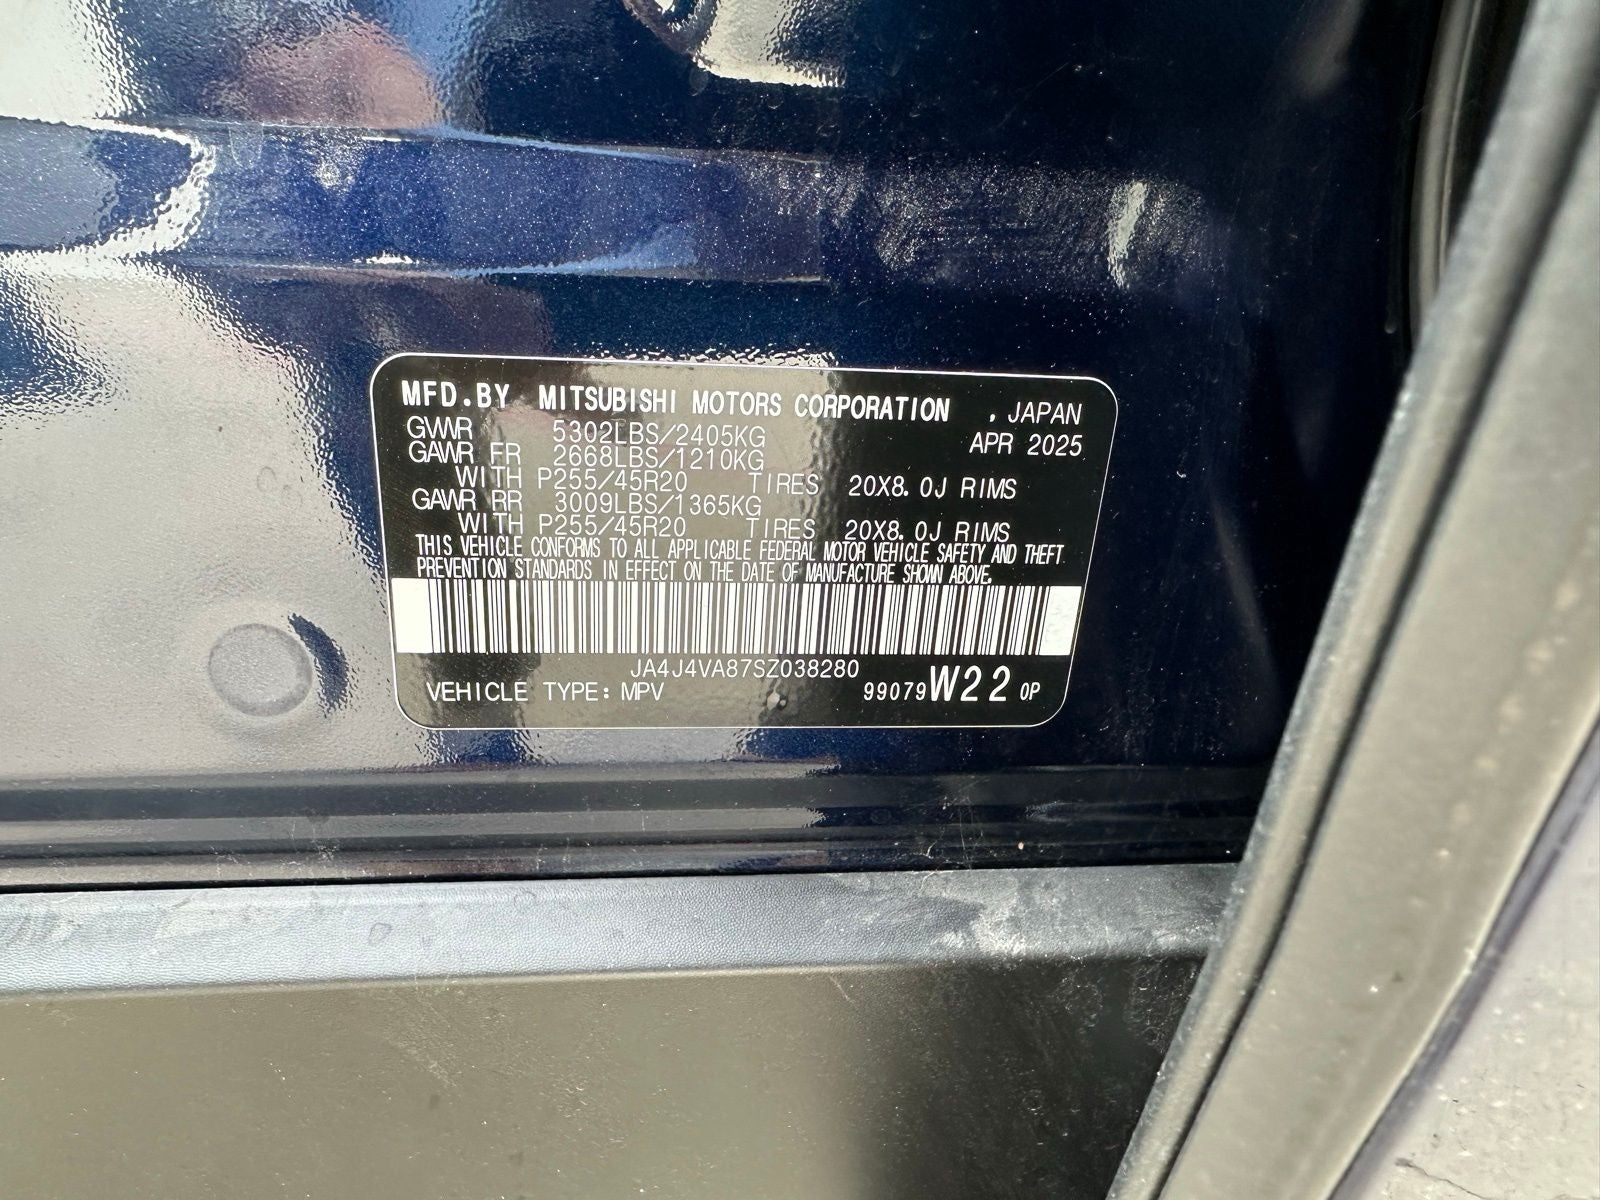 MFD.BY MITSUBISHI MOTORS CORPORATION , JAPAN
GVWR 5302LBS/2405KG APR 2025
GAWR FR 2668LBS/1210KG
WITH P255/45R20 TIRES 20X8.0J RIMS
GAWR RR 3009LBS/1365KG
WITH P255/45R20 TIRES 20X8.0J RIMS
THIS VEHICLE CONFORMS TO ALL APPLICABLE FEDERAL MOTOR VEHICLE SAFETY AND THEFT
PREVENTION STANDARDS IN EFFECT ON THE DATE OF MANUFACTURE SHOWN ABOVE.
JA4J4VA87SZ038280
VEHICLE TYPE: MPV 99079W22 0P